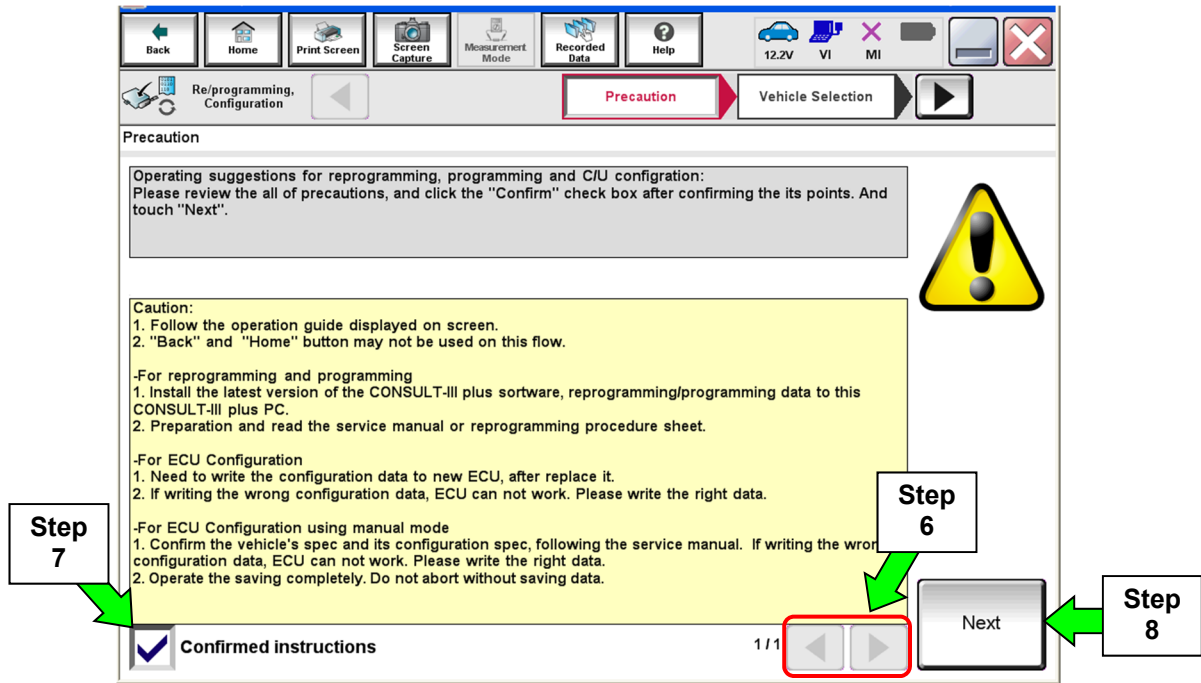 Back
Home
Print Screen
Screen
Capture
Measurement
Mode
Recorded
Data
?
Help
12.2V
VI
MI
Re/programming,
Configuration
Precaution
Vehicle Selection
Precaution
Operating suggestions for reprogramming, programming and C/U configration:
Please review the all of precautions, and click the "Confirm" check box after confirming the its points. And
touch "Next".
Caution:
1. Follow the operation guide displayed on screen.
2. "Back" and "Home" button may not be used on this flow.
-For reprogramming and programming
1. Install the latest version of the CONSULT-III plus sortware, reprogramming/programming data to this
CONSULT-III plus PC.
2. Preparation and read the service manual or reprogramming procedure sheet.
-For ECU Configuration
1. Need to write the configuration data to new ECU, after replace it.
2. If writing the wrong configuration data, ECU can not work. Please write the right data.
-For ECU Configuration using manual mode
1. Confirm the vehicle's spec and its configuration spec, following the service manual. If writing the wron
configuration data, ECU can not work. Please write the right data.
2. Operate the saving completely. Do not abort without saving data.
Step
6
Step
7
Confirmed instructions
1/1
Next
Step
8